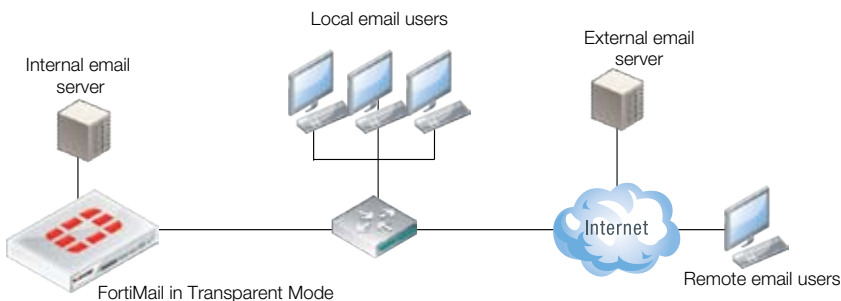 Local email users
External email
server
Internal email
server
Internet
Remote email users
FortiMail in Transparent Mode